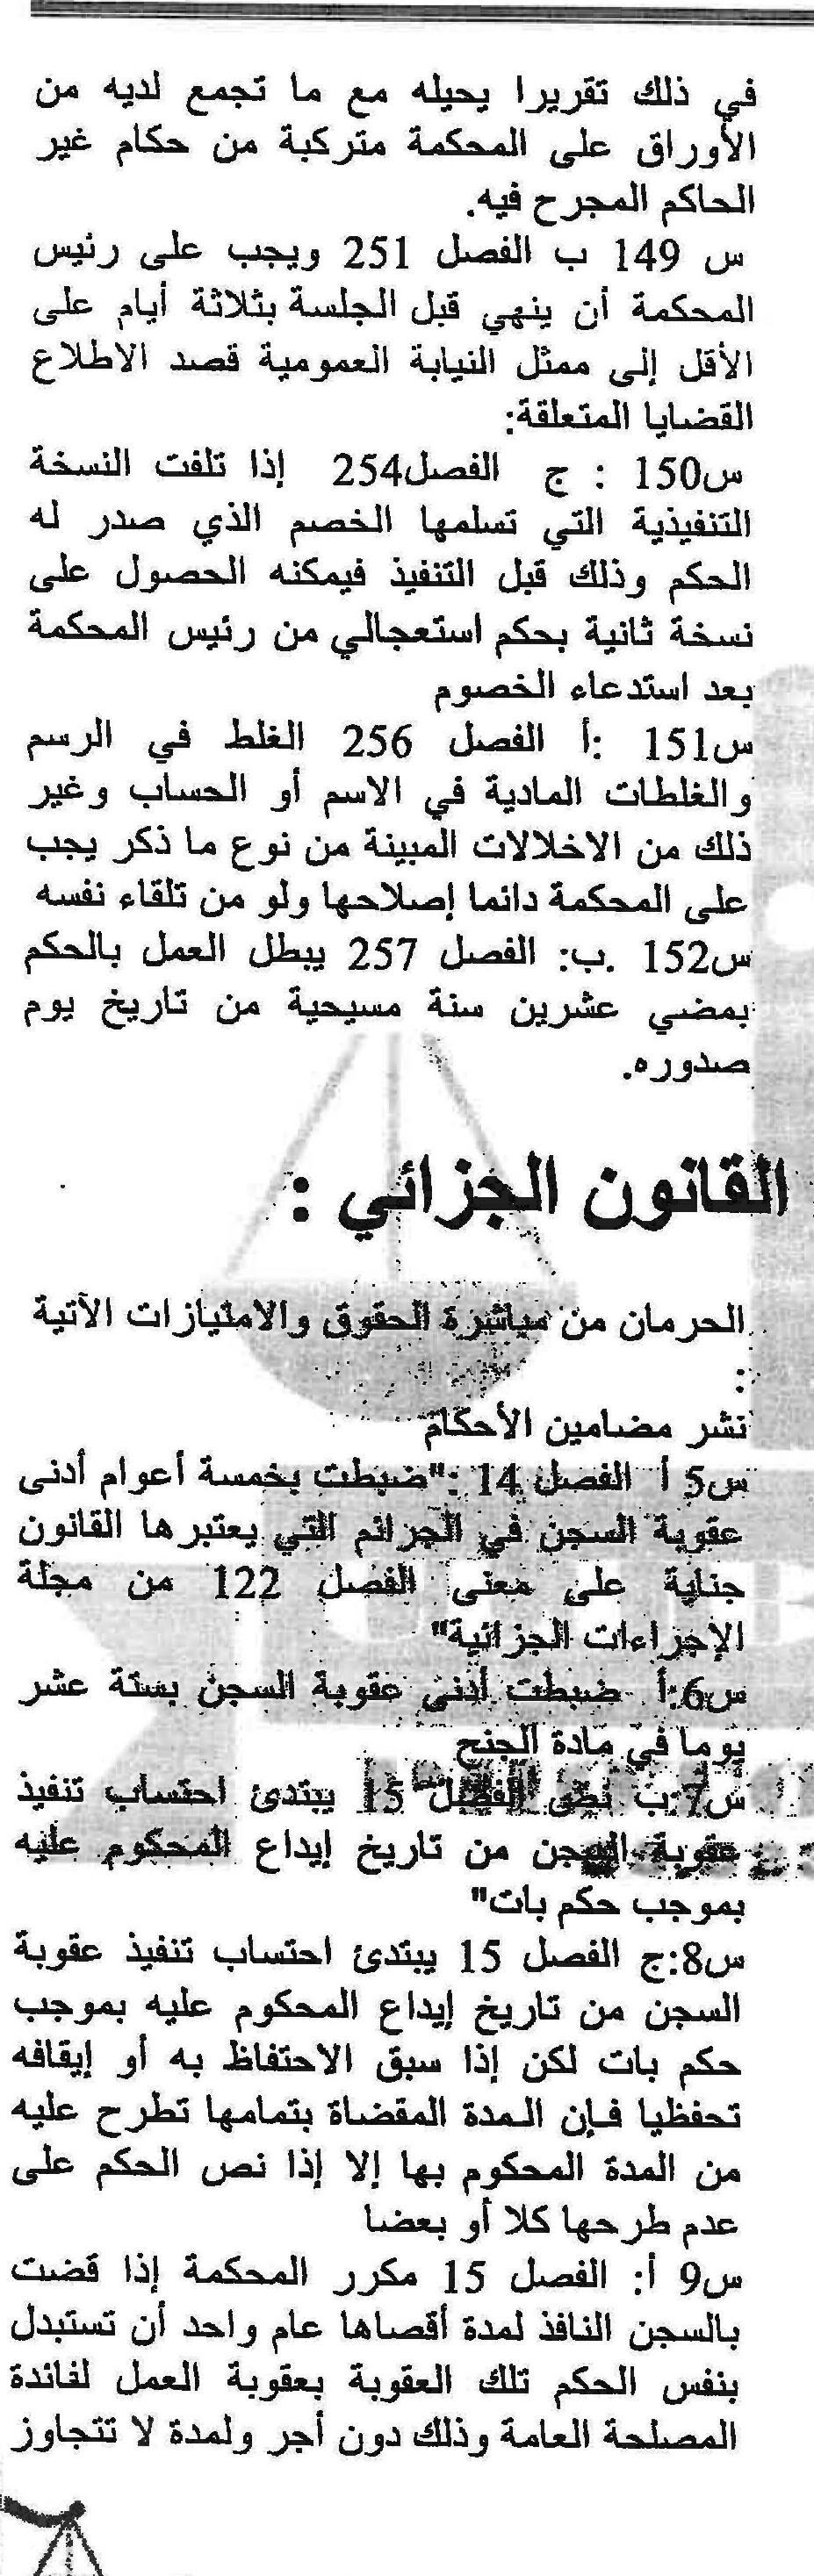 في ذلك تقريرا يحيله مع ما تجمع لديه من
الأوراق على المحكمة متركبة من حكام غير
الحاكم المجرح فيه.
س 149 ب الفصل 251 ويجب على رئيس
المحكمة أن ينهي قبل الجلسة بثلاثة أيام على
الأقل إلى ممثل النيابة العمومية قصد الاطلاع
القضايا المتعلقة:
س150 : ج الفصل254 إذا تلفت النسخة
التنفيذية التي تسلمها الخصم الذي صدر له
الحكم وذلك قبل التنفيذ فيمكنه الحصول على
نسخة ثانية بحكم استعجالي من رئيس المحكمة
بعد استدعاء الخصوم
س151 :أ الفصل 256 الغلط في الرسم
والغلطات المادية في الاسم أو الحساب وغير
ذلك من الاخلالات المبينة من نوع ما ذكر يجب
على المحكمة دائما إصلاحها ولو من تلقاء نفسه
س152 .ب: الفصل 257 يبطل العمل بالحكم
بمضي عشرين سنة مسيحية من تاريخ يوم
صدوره.
القانون الجزائي :
الحرمان من مباشرة الحقوق والامتيازات الآتية
:
نشر مضامين الأحكام
س5 أ الفصل 14 :"ضبطت بخمسة أعوام أدنى
عقوبة السجن في الجرائم التي يعتبرها القانون
جناية على معنى الفصل 122 من مجلة
الإجراءات الجزائية"
س6:أ ضبطت أدنى عقوبة السجن بستة عشر
يوما في مادة الجنح
س7:ب نص الفصل 15 يبتدئ احتساب تنفيذ
عقوبة السجن من تاريخ إيداع المحكوم عليه
بموجب حكم بات"
س8:ج الفصل 15 يبتدئ احتساب تنفيذ عقوبة
السجن من تاريخ إيداع المحكوم عليه بموجب
حكم بات لكن إذا سبق الاحتفاظ به أو إيقافه
تحفظيا فإن المدة المقضاة بتمامها تطرح عليه
من المدة المحكوم بها إلا إذا نص الحكم على
عدم طرحها كلا أو بعضا
س9 أ: الفصل 15 مكرر المحكمة إذا قضت
بالسجن النافذ لمدة أقصاها عام واحد أن تستبدل
بنفس الحكم تلك العقوبة بعقوبة العمل لفائدة
المصلحة العامة وذلك دون أجر ولمدة لا تتجاوز